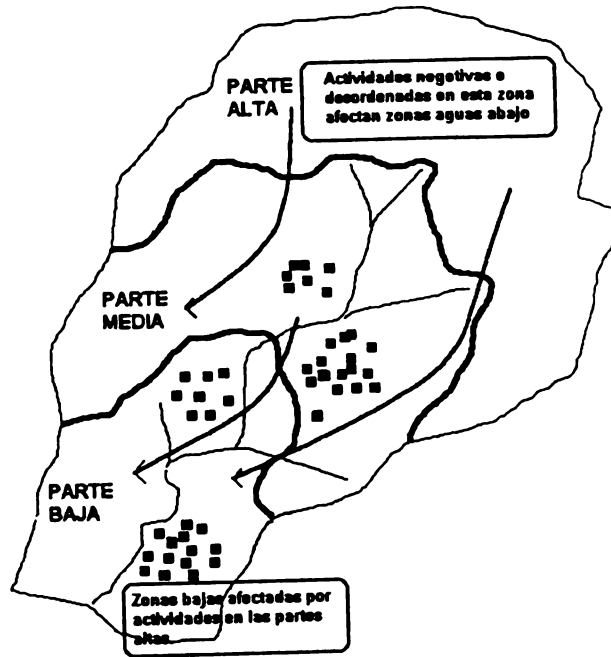 PARTE
ALTA
Actividades negetivas e
desordenadas en esta zona
afectan zonas aguas abajo
PARTE
MEDIA
PARTE
BAJA
Zonas bajas afectadas por
actividades en las partes
altas.